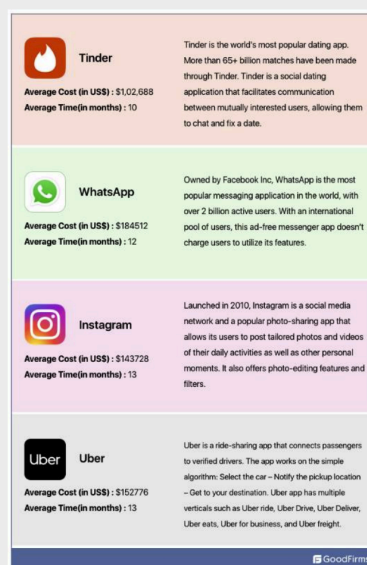 Tinder
Average Cost (in US$) : $1,02,688
Average Time(in months) : 10
Tinder is the world's most popular dating app.
More than 65+ billion matches have been made
through Tinder. Tinder is a social dating
application that facilitates communication
between mutually interested users, allowing them
to chat and fix a date.
WhatsApp
Average Cost (in US$) : $184512
Average Time(in months) : 12
Owned by Facebook Inc, WhatsApp is the most
popular messaging application in the world, with
over 2 billion active users. With an international
pool of users, this ad-free messenger app doesn't
charge users to utilize its features.
Instagram
Average Cost (in US$) : $143728
Average Time(in months) : 13
Launched in 2010, Instagram is a social media
network and a popular photo-sharing app that
allows its users to post tailored photos and videos
of their daily activities as well as other personal
moments. It also offers photo-editing features and
filters.
Uber
Uber
Average Cost (in US$) : $152776
Average Time(in months) : 13
Uber is a ride-sharing app that connects passengers
to verified drivers. The app works on the simple
algorithm: Select the car – Notify the pickup location
– Get to your destination. Uber app has multiple
verticals such as Uber ride, Uber Drive, Uber Deliver,
Uber eats, Uber for business, and Uber freight.
GoodFirms